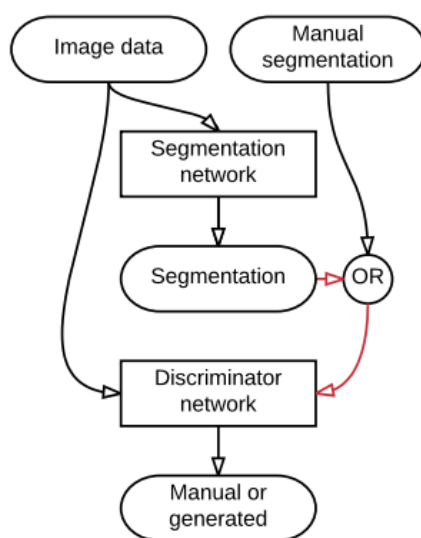 Image data
Manual
segmentation
Segmentation
network
Segmentation
OR
Discriminator
network
Manual or
generated